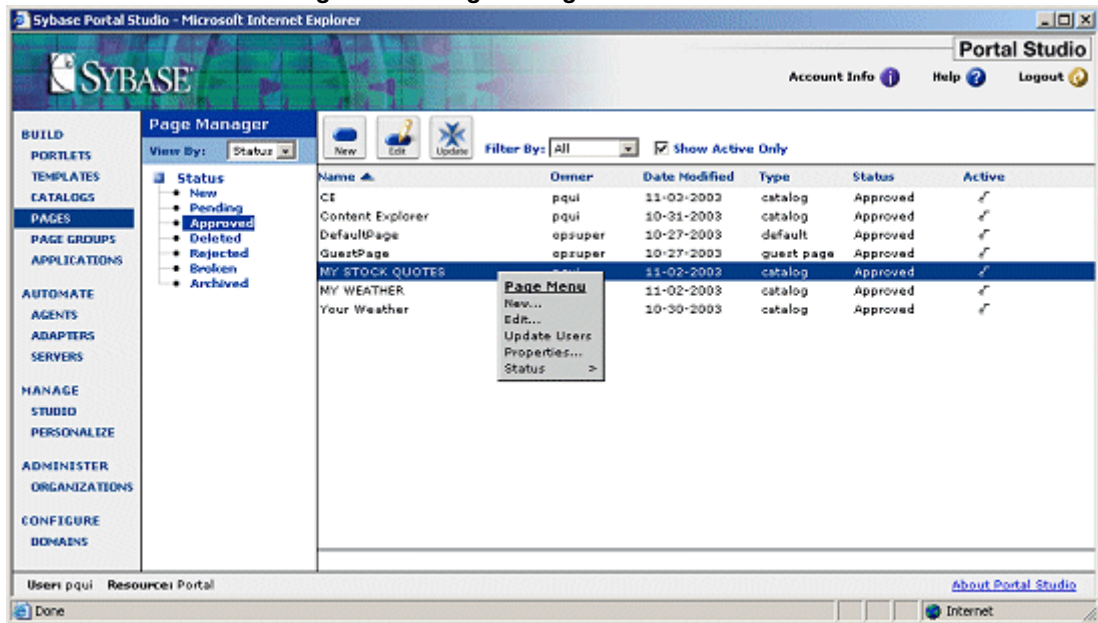 Sybase Portal Studio - Microsoft Internet Explorer
SYBASE
Portal Studio
Account Info Help Logout
BUILD
PORTLETS
TEMPLATES
CATALOGS
PAGES
PAGE GROUPS
APPLICATIONS
AUTOMATE
AGENTS
ADAPTERS
SERVERS
MANAGE
STUDIO
PERSONALIZE
ADMINISTER
ORGANIZATIONS
CONFIGURE
DOMAINS
Page Manager
View By: Status
Status
New
Pending
Approved
Deleted
Rejected
Broken
Archived
New Edit Update Filter By: All Show Active Only
Name Owner Date Modified Type Status Active
CE pqui 11-03-2003 catalog Approved
Content Explorer pqui 10-31-2003 catalog Approved
DefaultPage opsuper 10-27-2003 default Approved
GuestPage opsuper 10-27-2003 guest page Approved
MY STOCK QUOTES 11-02-2003 catalog Approved
MY WEATHER 11-02-2003 catalog Approved
Your Weather 10-30-2003 catalog Approved
Page Menu
New...
Edit...
Update Users
Properties...
Status >
User: pqui Resource: Portal
About Portal Studio
Done
Internet